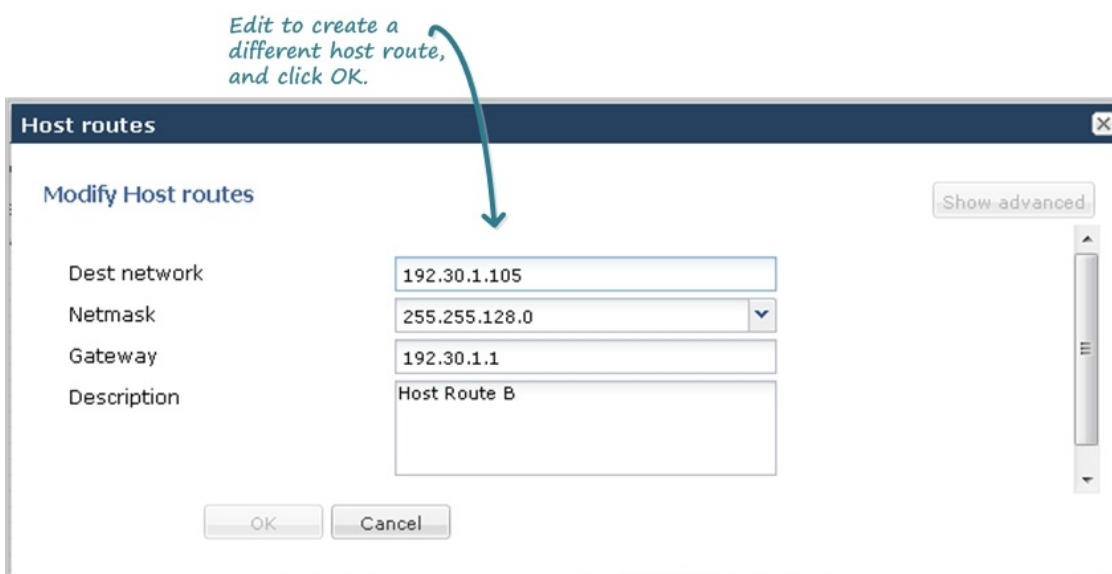 Edit to create a
different host route,
and click OK.
Host routes
Modify Host routes
Show advanced
Dest network
192.30.1.105
Netmask
255.255.128.0
Gateway
192.30.1.1
Description
Host Route B
OK
Cancel